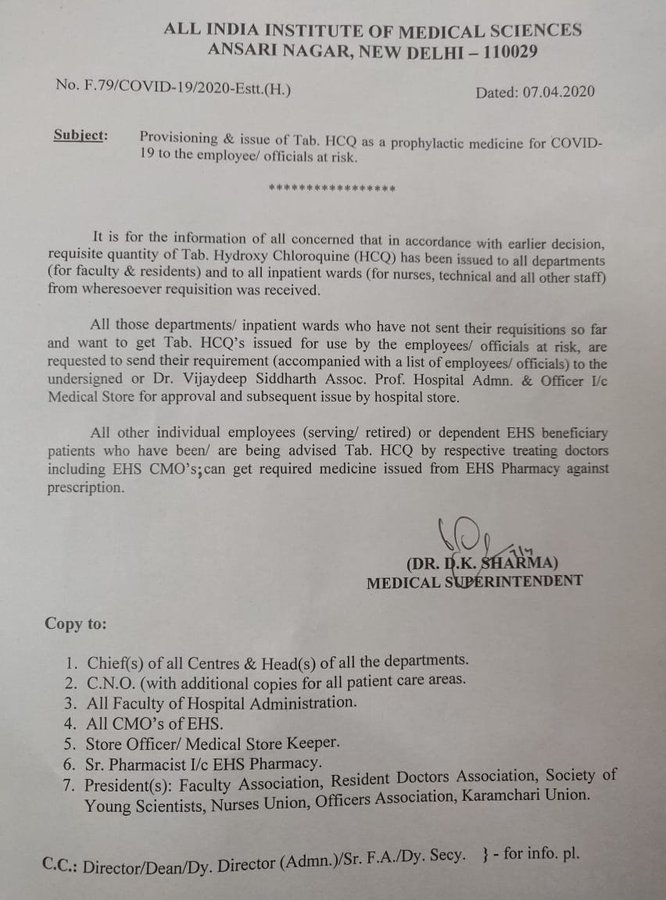 ALL INDIA INSTITUTE OF MEDICAL SCIENCES
ANSARI NAGAR, NEW DELHI – 110029
No. F.79/COVID-19/2020-Estt.(H.)
Dated: 07.04.2020
Subject: Provisioning & issue of Tab. HCQ as a prophylactic medicine for COVID-
19 to the employee/ officials at risk.
*****************
It is for the information of all concerned that in accordance with earlier decision,
requisite quantity of Tab. Hydroxy Chloroquine (HCQ) has been issued to all departments
(for faculty & residents) and to all inpatient wards (for nurses, technical and all other staff)
from wheresoever requisition was received.
All those departments/ inpatient wards who have not sent their requisitions so far
and want to get Tab. HCQ's issued for use by the employees/ officials at risk, are
requested to send their requirement (accompanied with a list of employees/ officials) to the
undersigned or Dr. Vijaydeep Siddharth Assoc. Prof. Hospital Admn. & Officer I/c
Medical Store for approval and subsequent issue by hospital store.
All other individual employees (serving/ retired) or dependent EHS beneficiary
patients who have been/ are being advised Tab. HCQ by respective treating doctors
including EHS CMO's;can get required medicine issued from EHS Pharmacy against
prescription.
7/4
(DR. D.K. SHARMA)
MEDICAL SUPERINTENDENT
Copy to:
1. Chief(s) of all Centres & Head(s) of all the departments.
2. C.N.O. (with additional copies for all patient care areas.
3. All Faculty of Hospital Administration.
4. All CMO's of EHS.
5. Store Officer/ Medical Store Keeper.
6. Sr. Pharmacist I/c EHS Pharmacy.
7. President(s): Faculty Association, Resident Doctors Association, Society of
Young Scientists, Nurses Union, Officers Association, Karamchari Union.
C.C.: Director/Dean/Dy. Director (Admn.)/Sr. F.A./Dy. Secy. } - for info. pl.